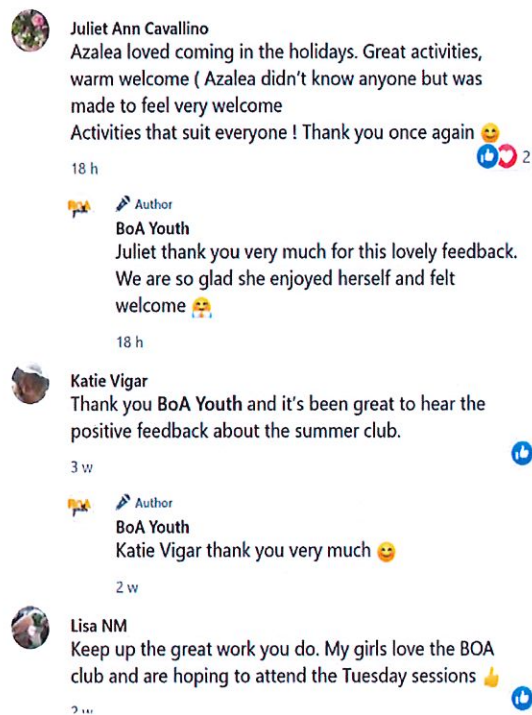 Juliet Ann Cavallino
Azalea loved coming in the holidays. Great activities,
warm welcome ( Azalea didn't know anyone but was
made to feel very welcome
Activities that suit everyone ! Thank you once again 😊
2
18 h
BOA
Author
BoA Youth
Juliet thank you very much for this lovely feedback.
We are so glad she enjoyed herself and felt
welcome 🤗
18 h
Katie Vigar
Thank you BoA Youth and it's been great to hear the
positive feedback about the summer club.
3 w
BOA
Author
BoA Youth
Katie Vigar thank you very much 😊
2 w
Lisa NM
Keep up the great work you do. My girls love the BOA
club and are hoping to attend the Tuesday sessions 👍
2 w